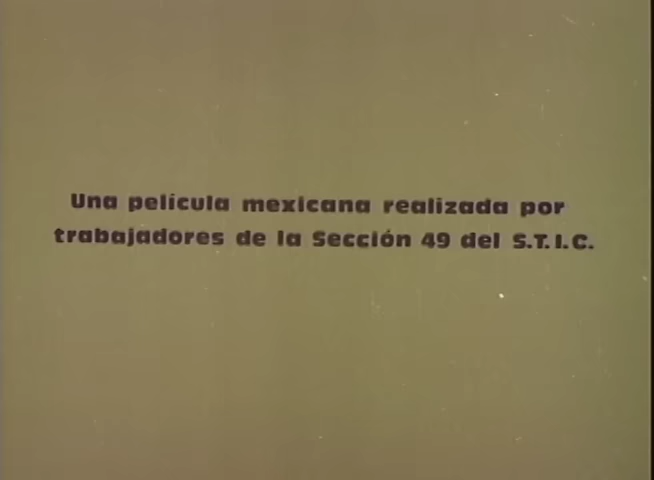 Una película mexicana realizada por
trabajadores de la Sección 49 del S.T.I.C.